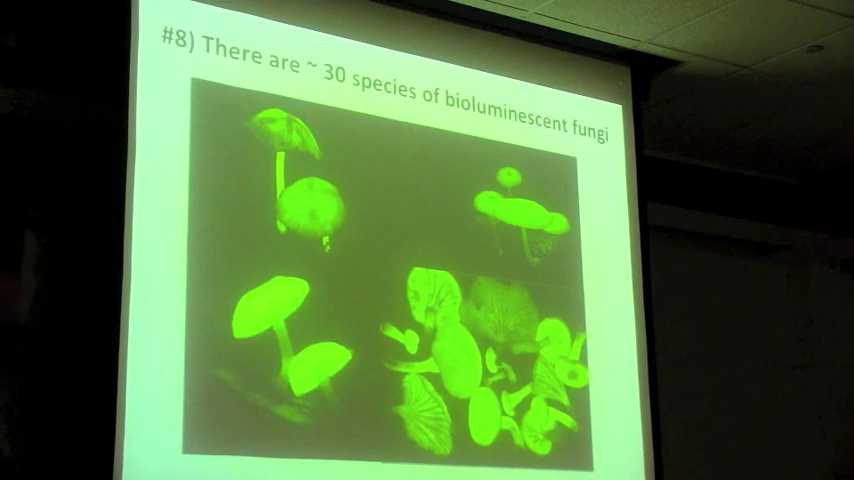 #8) There are ~ 30 species of bioluminescent fungi